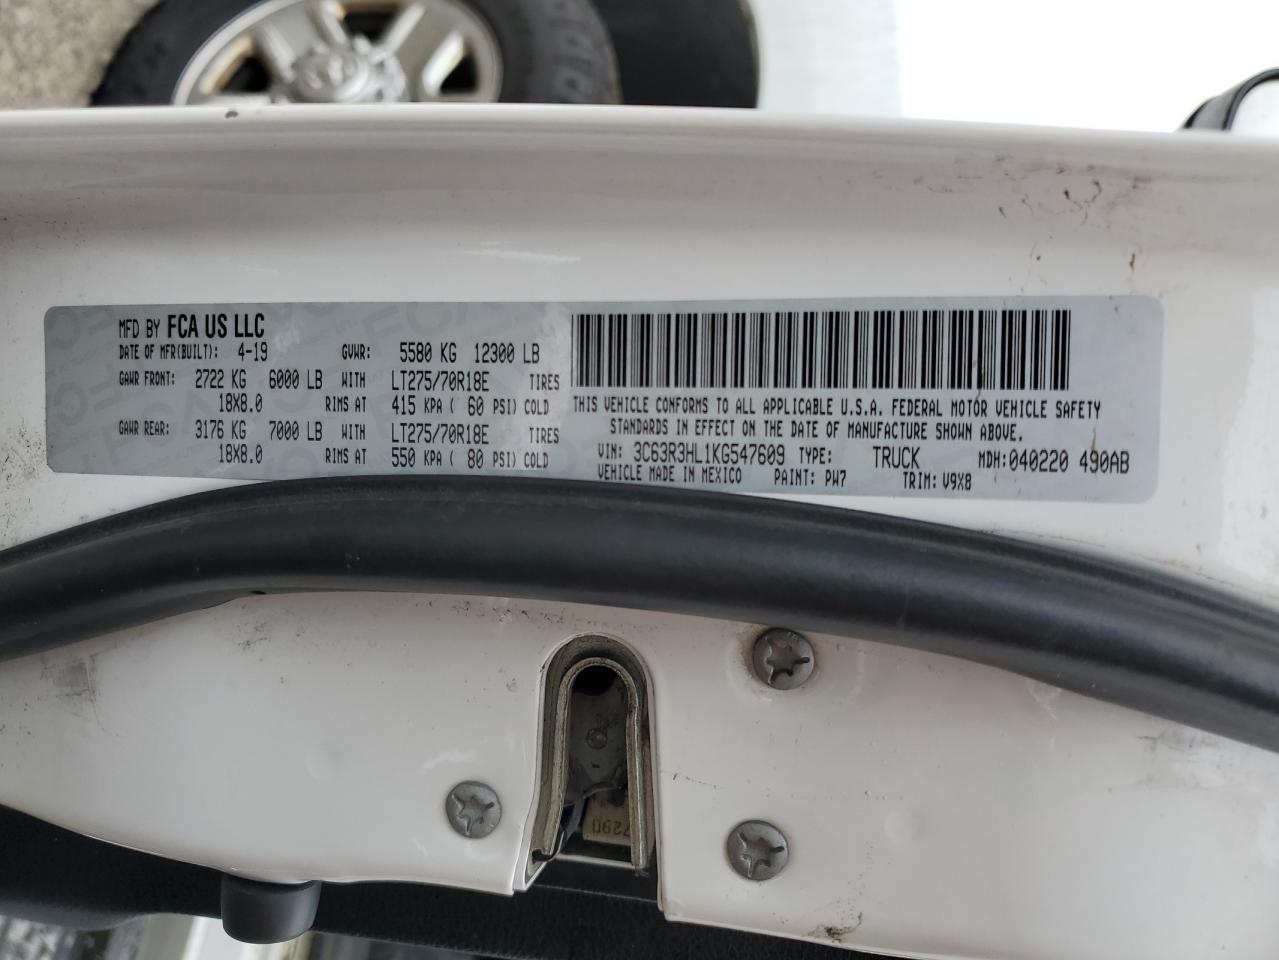 MFD BY FCA US LLC
DATE OF MFR(BUILT): 4-19 GVWR: 5580 KG 12300 LB
GAWR FRONT: 2722 KG 6000 LB WITH LT275/70R18E TIRES
18X8.0 RIMS AT 415 KPA ( 60 PSI) COLD
GAWR REAR: 3176 KG 7000 LB WITH LT275/70R18E TIRES
18X8.0 RIMS AT 550 KPA ( 80 PSI) COLD
THIS VEHICLE CONFORMS TO ALL APPLICABLE U.S.A. FEDERAL MOTOR VEHICLE SAFETY
STANDARDS IN EFFECT ON THE DATE OF MANUFACTURE SHOWN ABOVE.
VIN: 3C63R3HL1KG547609 TYPE: TRUCK MDH: 040220 490AB
VEHICLE MADE IN MEXICO PAINT: PW7 TRIM: V9X8